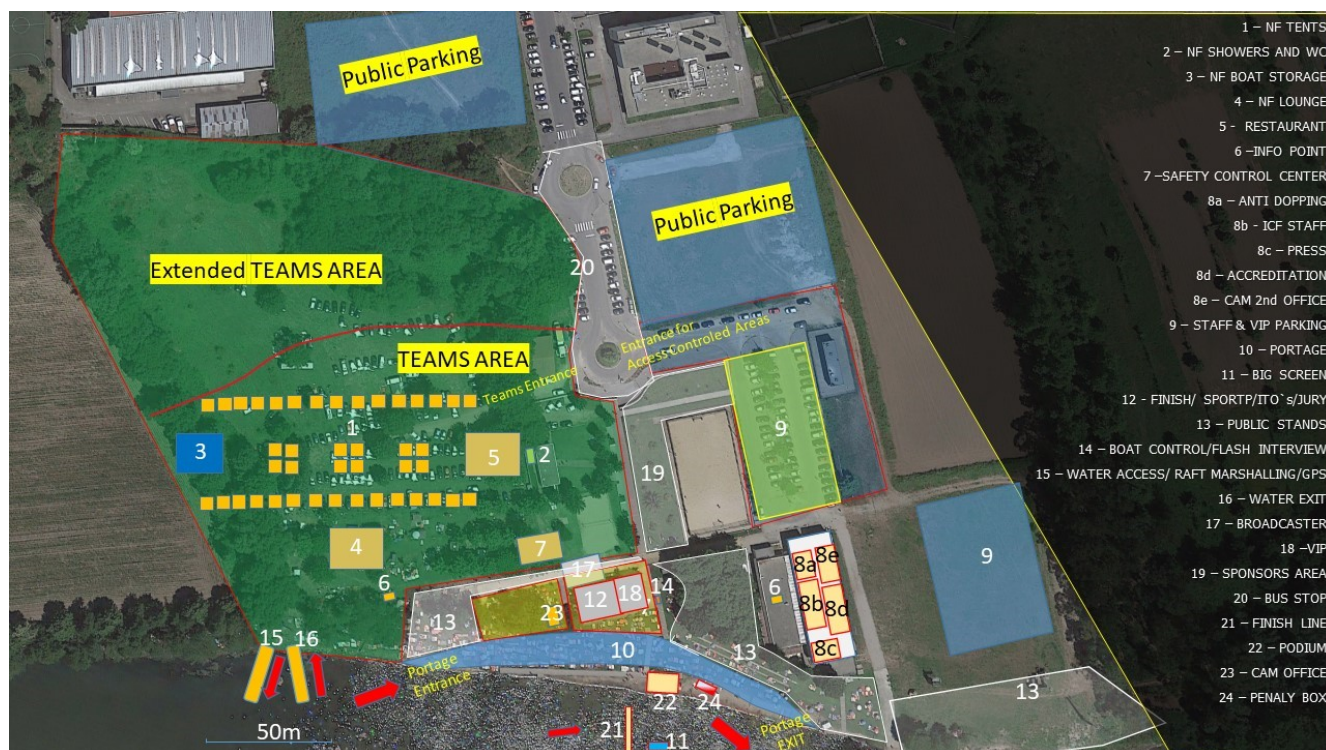 Public Parking
Public Parking
Extended TEAMS AREA
20
Entrance for
Access Controled Areas
TEAMS AREA
Teams Entrance
1
9
3
5
2
19
9
4
7
8a
8e
6
17
12
18
14
6
8b
8d
13
23
8c
15
16
10
13
13
Portage
Entrance
22
24
50m
21
11
Portage
EXIT
1 – NF TENTS
2 – NF SHOWERS AND WC
3 – NF BOAT STORAGE
4 – NF LOUNGE
5 - RESTAURANT
6 –INFO POINT
7 –SAFETY CONTROL CENTER
8a – ANTI DOPPING
8b - ICF STAFF
8c – PRESS
8d – ACCREDITATION
8e – CAM 2nd OFFICE
9 – STAFF & VIP PARKING
10 – PORTAGE
11 – BIG SCREEN
12 - FINISH/ SPORTP/ITO`s/JURY
13 – PUBLIC STANDS
14 – BOAT CONTROL/FLASH INTERVIEW
15 – WATER ACCESS/ RAFT MARSHALLING/GPS
16 – WATER EXIT
17 – BROADCASTER
18 –VIP
19 – SPONSORS AREA
20 – BUS STOP
21 – FINISH LINE
22 – PODIUM
23 – CAM OFFICE
24 – PENALY BOX